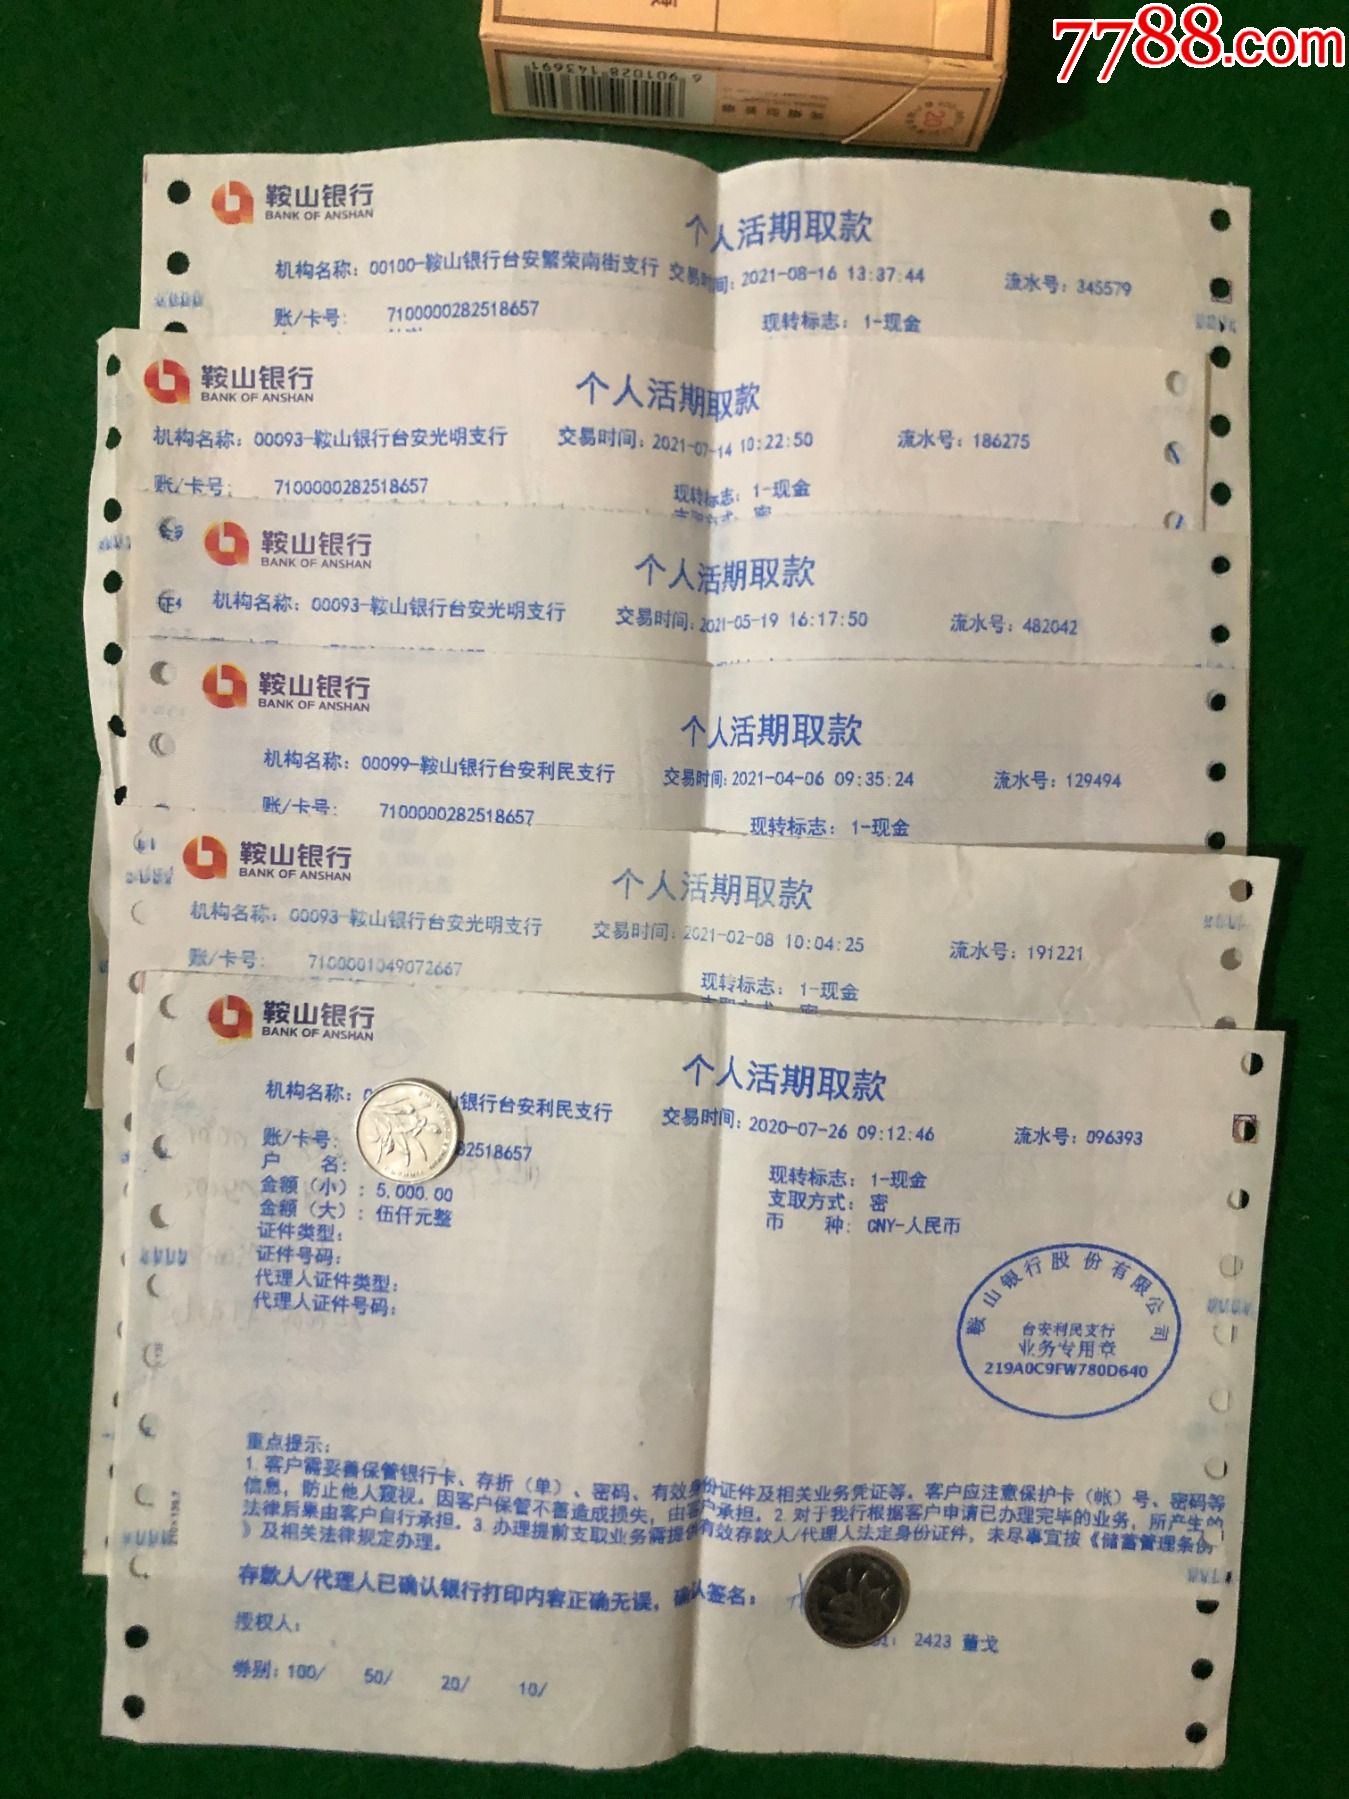 7788.com
6 901028 143691
20
鞍山银行
BANK OF ANSHAN
个人活期取款
机构名称：00100-鞍山银行台安繁荣南街支行 交易时间：2021-08-16 13:37:44 流水号：345579
账/卡号： 7100000282518657 现转标志：1-现金
鞍山银行
BANK OF ANSHAN
个人活期取款
机构名称：00093-鞍山银行台安光明支行 交易时间：2021-07-14 10:22:50 流水号：186275
账/卡号： 7100000282518657 现转标志：1-现金
支取方式：密
鞍山银行
BANK OF ANSHAN
个人活期取款
机构名称：00093-鞍山银行台安光明支行 交易时间：2021-05-19 16:17:50 流水号：482042
鞍山银行
BANK OF ANSHAN
个人活期取款
机构名称：00099-鞍山银行台安利民支行 交易时间：2021-04-06 09:35:24 流水号：129494
账/卡号： 7100000282518657 现转标志：1-现金
鞍山银行
BANK OF ANSHAN
个人活期取款
机构名称：00093-鞍山银行台安光明支行 交易时间：2021-02-08 10:04:25 流水号：191221
账/卡号： 7100001049072667 现转标志：1-现金
支取方式：密
鞍山银行
BANK OF ANSHAN
个人活期取款
机构名称：0 山银行台安利民支行 交易时间：2020-07-26 09:12:46 流水号：096393
账/卡号： 82518657 现转标志：1-现金
户 名： 支取方式：密
金额（小）：5,000.00 币 种：CNY-人民币
金额（大）：伍仟元整
证件类型：
证件号码：
代理人证件类型：
代理人证件号码：
鞍山银行股份有限公司
台安利民支行
业务专用章
219A0C9FW780D640
重点提示：
1.客户需妥善保管银行卡、存折（单）、密码、有效身份证件及相关业务凭证等。客户应注意保护卡（帐）号、密码等
信息，防止他人窥视。因客户保管不善造成损失，由客户承担。2.对于我行根据客户申请已办理完毕的业务，所产生的
法律后果由客户自行承担。3.办理提前支取业务需提供有效存款人/代理人法定身份证件，未尽事宜按《储蓄管理条例
》及相关法律规定办理。
存款人/代理人已确认银行打印内容正确无误，确认签名：
授权人： 2423 董戈
券别：100/ 50/ 20/ 10/